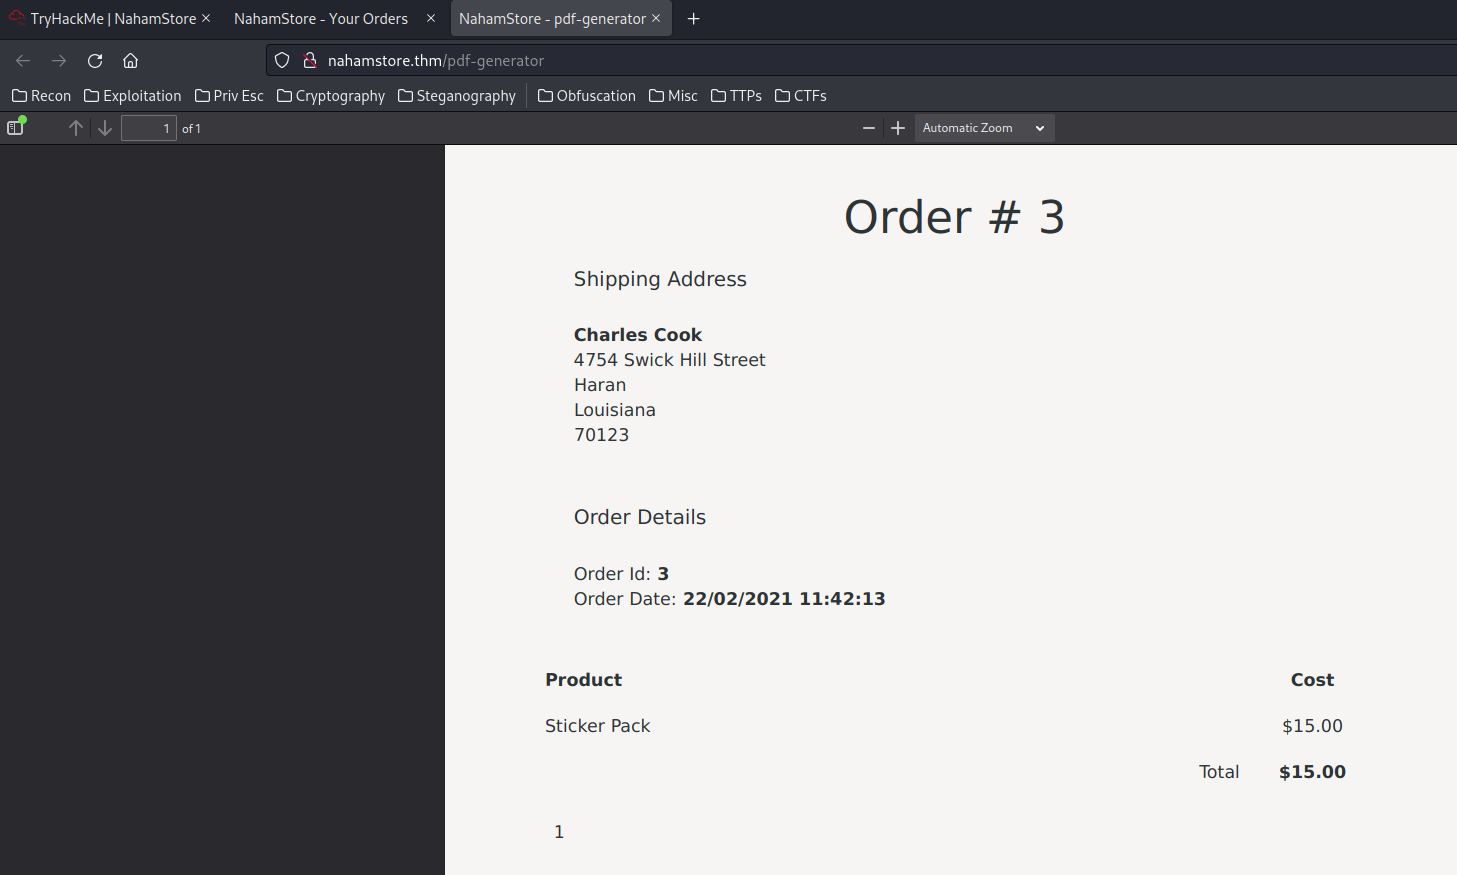 TryHackMe | NahamStore × NahamStore - Your Orders × NahamStore - pdf-generator × +
nahamstore.thm/pdf-generator
Recon Exploitation Priv Esc Cryptography Steganography Obfuscation Misc TTPs CTFs
1 of 1 Automatic Zoom
Order # 3
Shipping Address
Charles Cook
4754 Swick Hill Street
Haran
Louisiana
70123
Order Details
Order Id: 3
Order Date: 22/02/2021 11:42:13
Product Cost
Sticker Pack $15.00
Total $15.00
1